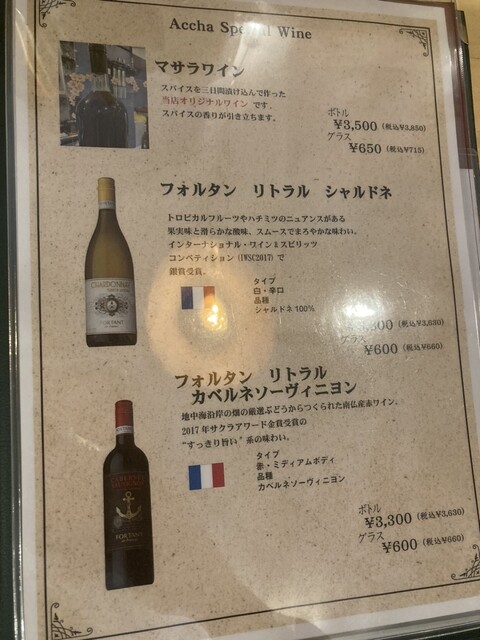 Accha Special Wine
マサラワイン
スパイスを三日間漬け込んで作った
当店オリジナルワイン です。
スパイスの香りが引き立ちます。
ボトル
¥3,500 (税込¥3,850)
グラス
¥650 (税込¥715)
フォルタン リトラル シャルドネ
トロピカルフルーツやハチミツのニュアンスがある
果実味と滑らかな酸味、スムースでまろやかな味わい。
インターナショナル・ワイン&スピリッツ
コンペティション(IWSC2017)で
銀賞受賞。
CHARDONNAY
FORTANT
タイプ
白・辛口
品種
シャルドネ100%
(税込¥3,630)
グラス
¥600 (税込¥660)
フォルタン リトラル
カベルネソーヴィニヨン
地中海沿岸の畑の厳選ぶどうからつくられた南仏産赤ワイン。
2017年サクラアワード金賞受賞の
"すっきり旨い"系の味わい。
タイプ
赤・ミディアムボディ
品種
カベルネソーヴィニヨン
FORTANT
ボトル
¥3,300 (税込¥3,630)
グラス
¥600 (税込¥660)